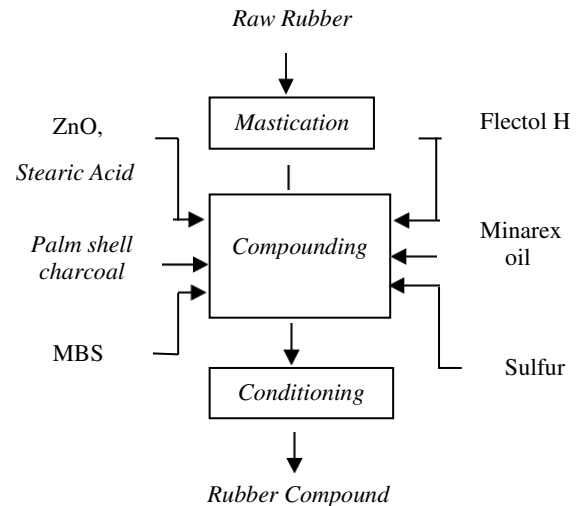 Raw Rubber
Mastication
ZnO,
Stearic Acid
Flectol H
Palm shell
charcoal
Compounding
Minarex
oil
MBS
Sulfur
Conditioning
Rubber Compound